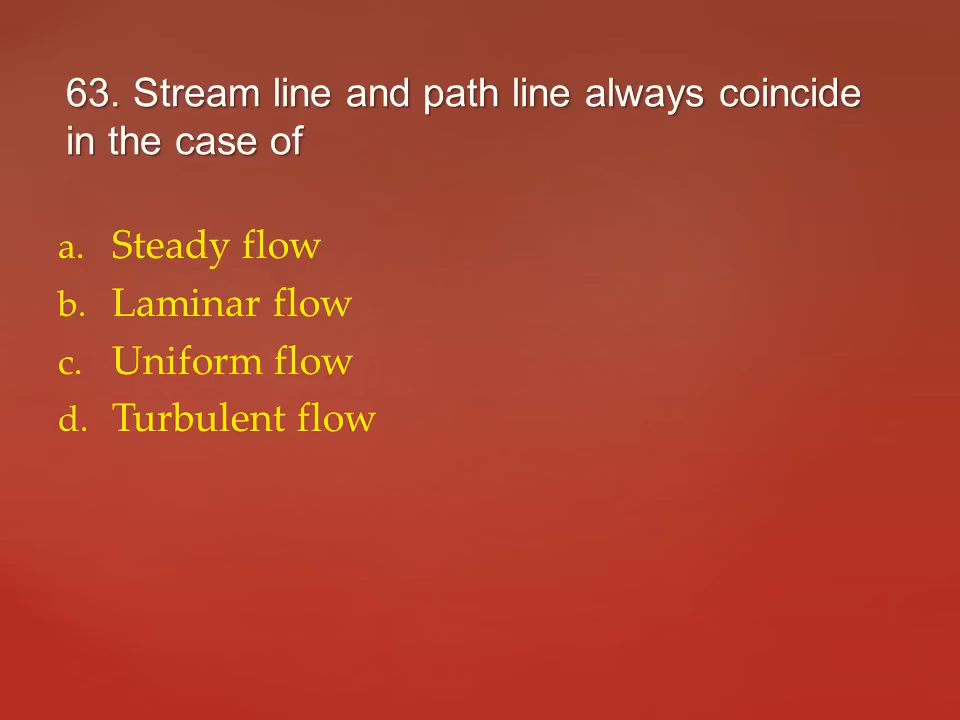 63. Stream line and path line always coincide
in the case of
a. Steady flow
b. Laminar flow
c. Uniform flow
d. Turbulent flow